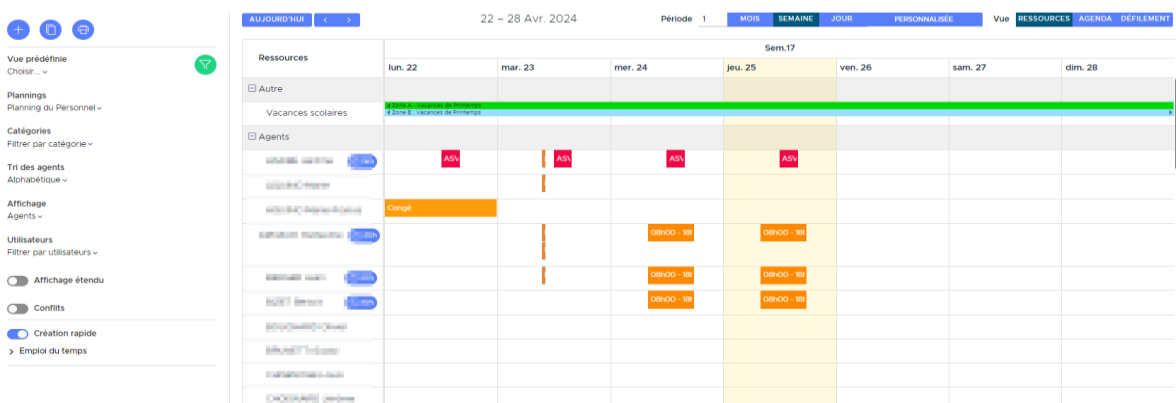 AUJOURD'HUI < >
22 – 28 Avr. 2024
Période 1
MOIS SEMAINE JOUR PERSONNALISÉE
Vue RESSOURCES AGENDA DÉFILEMENT
Vue prédéfinie
Choisir...
Plannings
Planning du Personnel
Catégories
Filtrer par catégorie
Tri des agents
Alphabétique
Affichage
Agents
Utilisateurs
Filtrer par utilisateurs
Affichage étendu
Conflits
Création rapide
> Emploi du temps
Ressources
Sem.17
lun. 22 mar. 23 mer. 24 jeu. 25 ven. 26 sam. 27 dim. 28
Autre
Vacances scolaires
Zone A : Vacances de Printemps
Zone B : Vacances de Printemps
Agents
ASV ASV ASV ASV
Congé
08h00 - 18h 08h00 - 18h
08h00 - 18h 08h00 - 18h
08h00 - 18h 08h00 - 18h